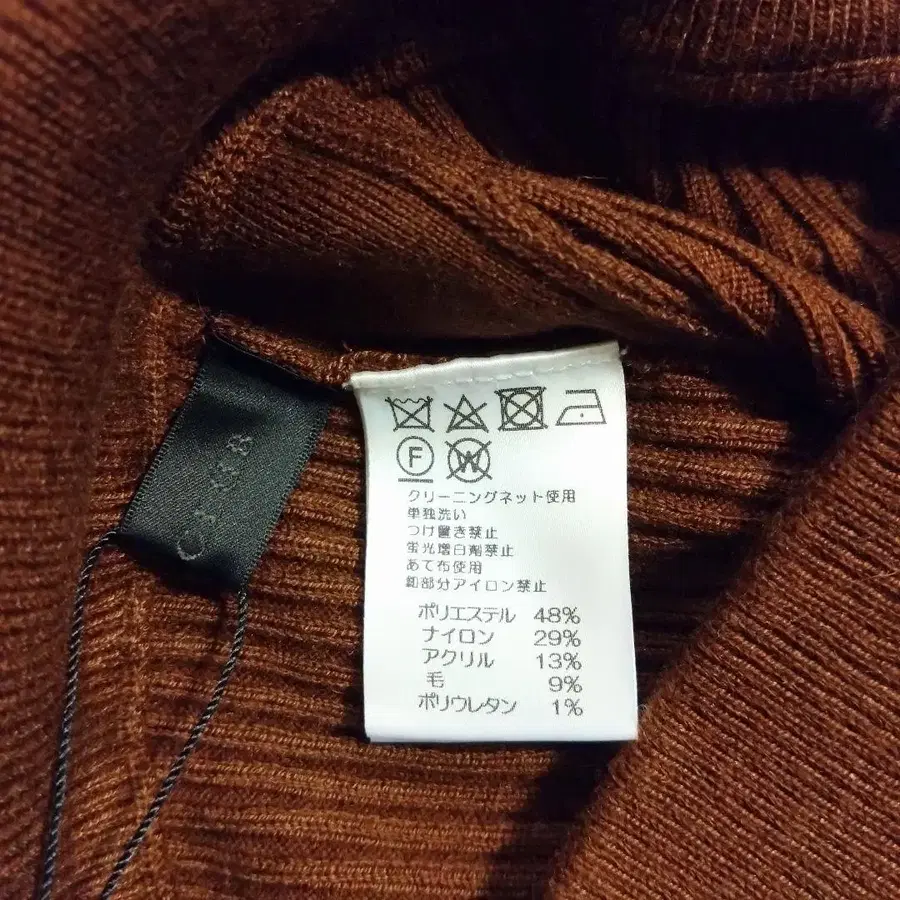 F W
クリーニングネット使用
単独洗い
つけ置き禁止
蛍光増白剤禁止
あて布使用
細部分アイロン禁止
ポリエステル 48%
ナイロン 29%
アクリル 13%
毛 9%
ポリウレタン 1%